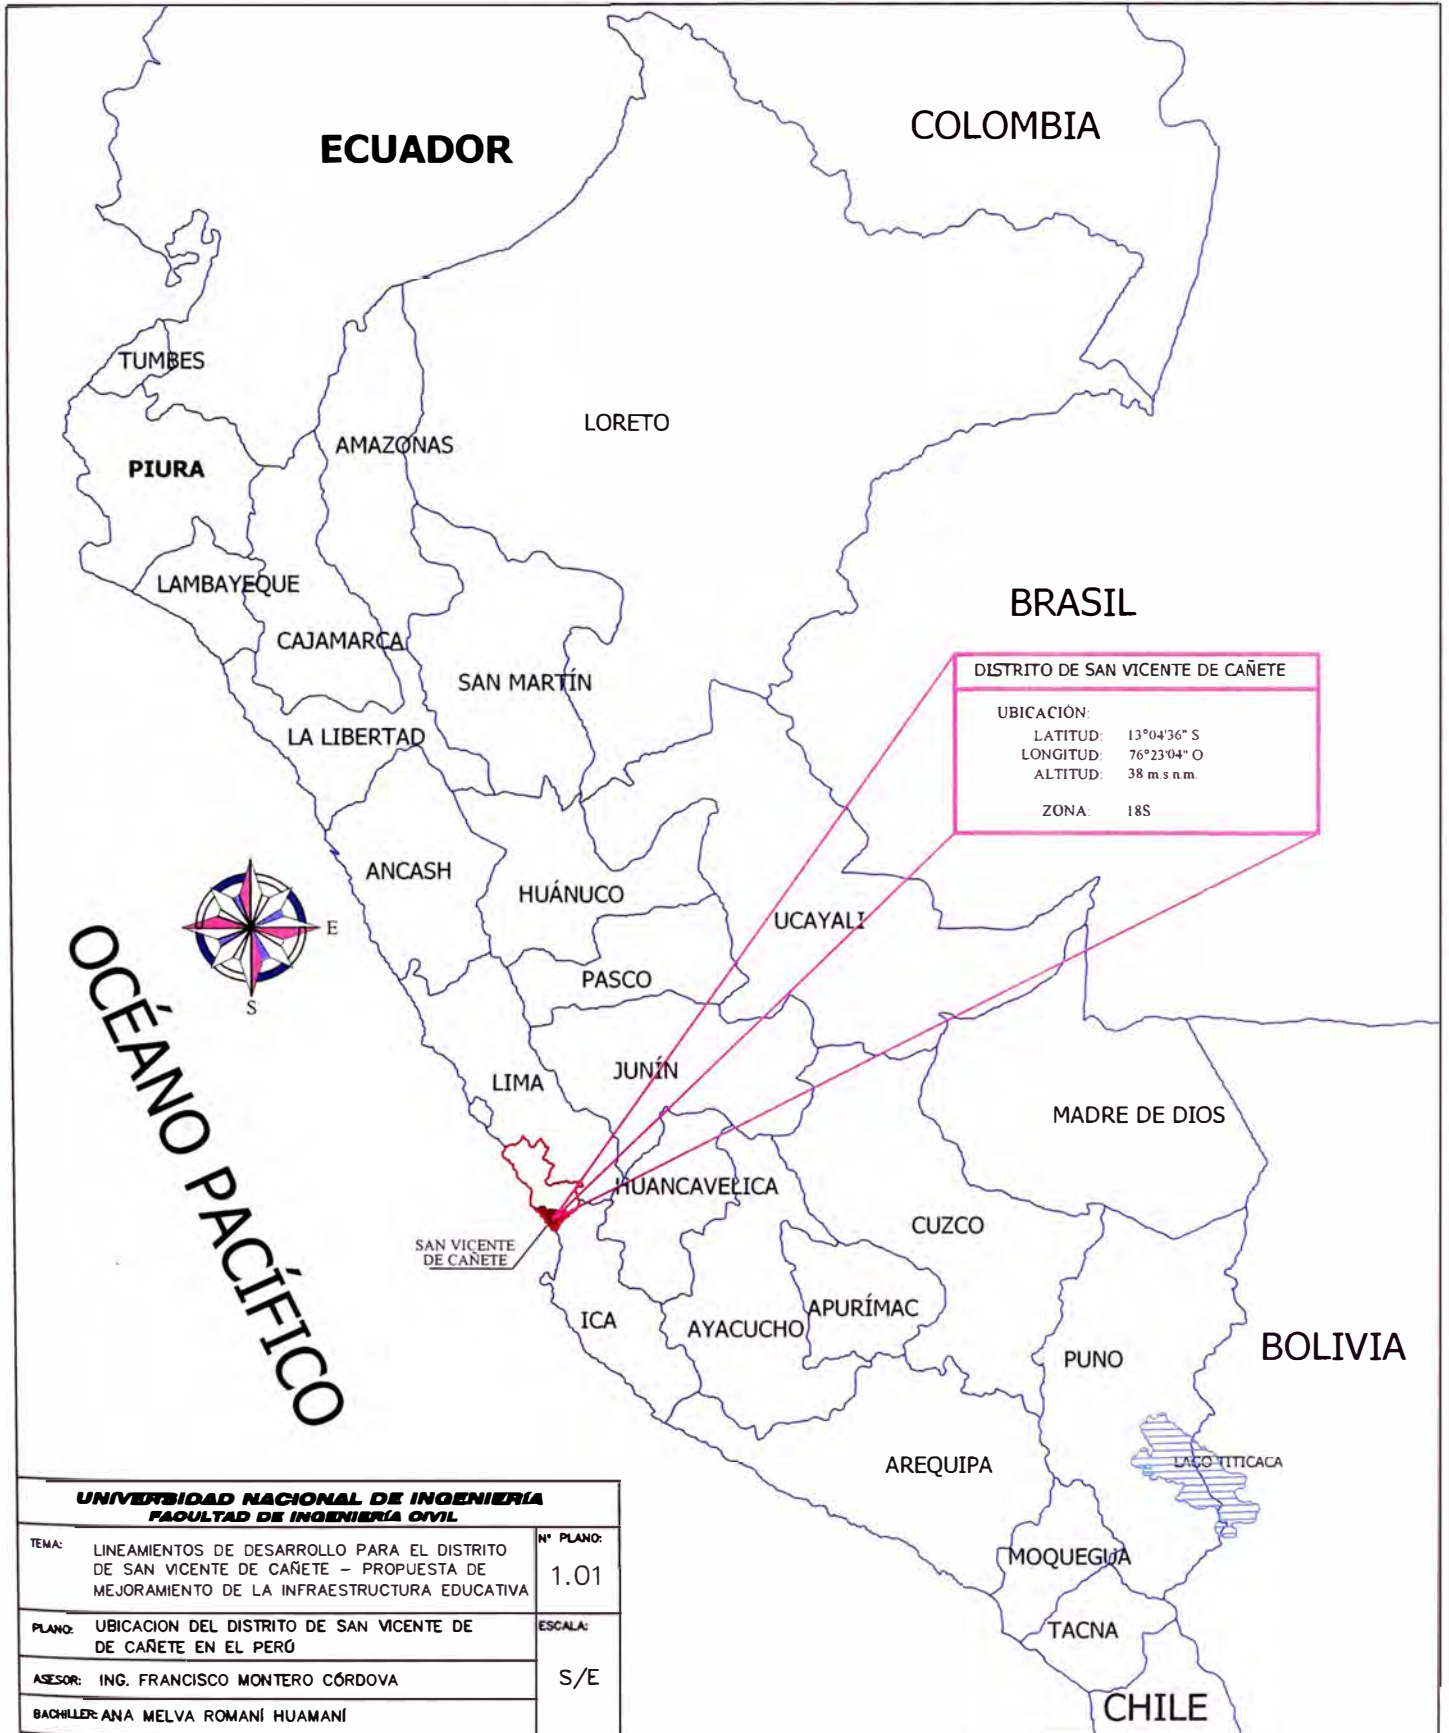 ECUADOR
COLOMBIA
TUMBES
LORETO
AMAZONAS
PIURA
LAMBAYEQUE
BRASIL
CAJAMARCA
SAN MARTÍN
DISTRITO DE SAN VICENTE DE CAÑETE
UBICACIÓN:
LATITUD: 13°04'36" S
LONGITUD: 76°23'04" O
ALTITUD: 38 m.s.n.m.
ZONA: 18S
LA LIBERTAD
ANCASH
HUÁNUCO
UCAYALI
E
S
PASCO
OCÉANO PACÍFICO
JUNÍN
LIMA
MADRE DE DIOS
HUANCAVELICA
CUZCO
SAN VICENTE
DE CAÑETE
ICA
AYACUCHO
APURÍMAC
PUNO
BOLIVIA
AREQUIPA
LAGO TITICACA
MOQUEGUA
TACNA
CHILE
UNIVERSIDAD NACIONAL DE INGENIERÍA
FACULTAD DE INGENIERÍA CIVIL
TEMA: LINEAMIENTOS DE DESARROLLO PARA EL DISTRITO
DE SAN VICENTE DE CAÑETE – PROPUESTA DE
MEJORAMIENTO DE LA INFRAESTRUCTURA EDUCATIVA
N° PLANO:
1.01
PLANO: UBICACION DEL DISTRITO DE SAN VICENTE DE
DE CAÑETE EN EL PERÚ
ESCALA:
S/E
ASESOR: ING. FRANCISCO MONTERO CÓRDOVA
BACHILLER: ANA MELVA ROMANÍ HUAMANÍ